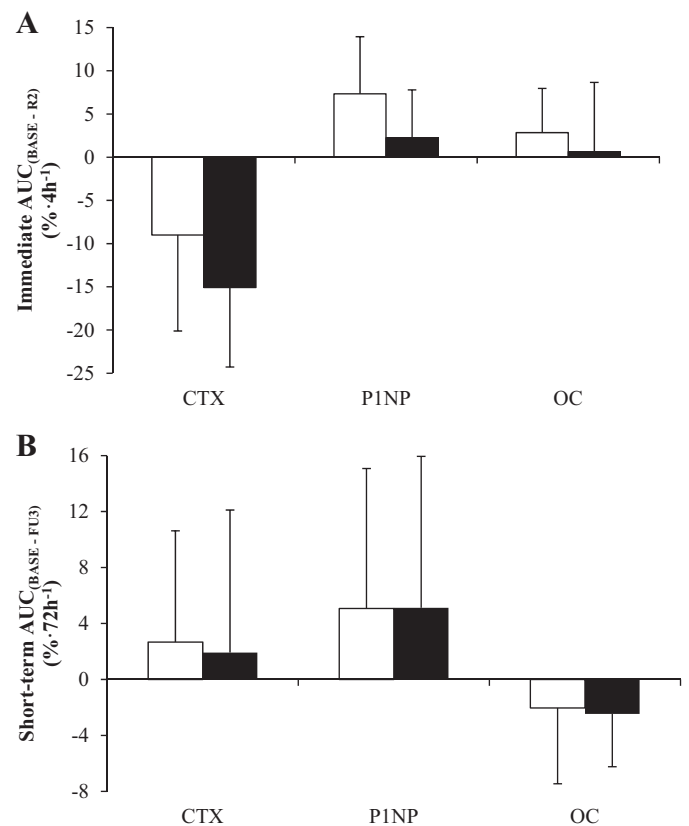 A
Immediate AUC(BASE - R2)
(%·4h-1)
15
10
5
0
-5
-10
-15
-20
-25
CTX P1NP OC
B
Short-term AUC(BASE - FU3)
(%·72h-1)
16
12
8
4
0
-4
-8
CTX P1NP OC